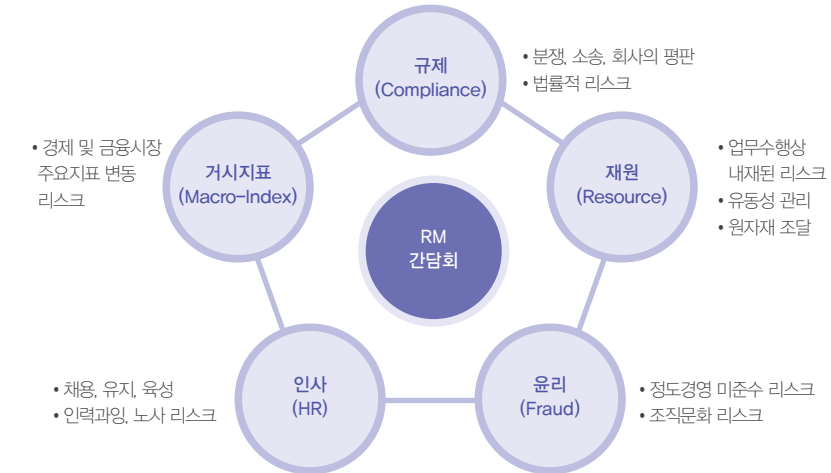 규제
(Compliance)
• 분쟁, 소송, 회사의 평판
• 법률적 리스크
거시지표
(Macro-Index)
• 경제 및 금융시장
주요지표 변동
리스크
재원
(Resource)
• 업무수행상
내재된 리스크
• 유동성 관리
• 원자재 조달
RM
간담회
인사
(HR)
• 채용, 유지, 육성
• 인력과잉, 노사 리스크
윤리
(Fraud)
• 정도경영 미준수 리스크
• 조직문화 리스크